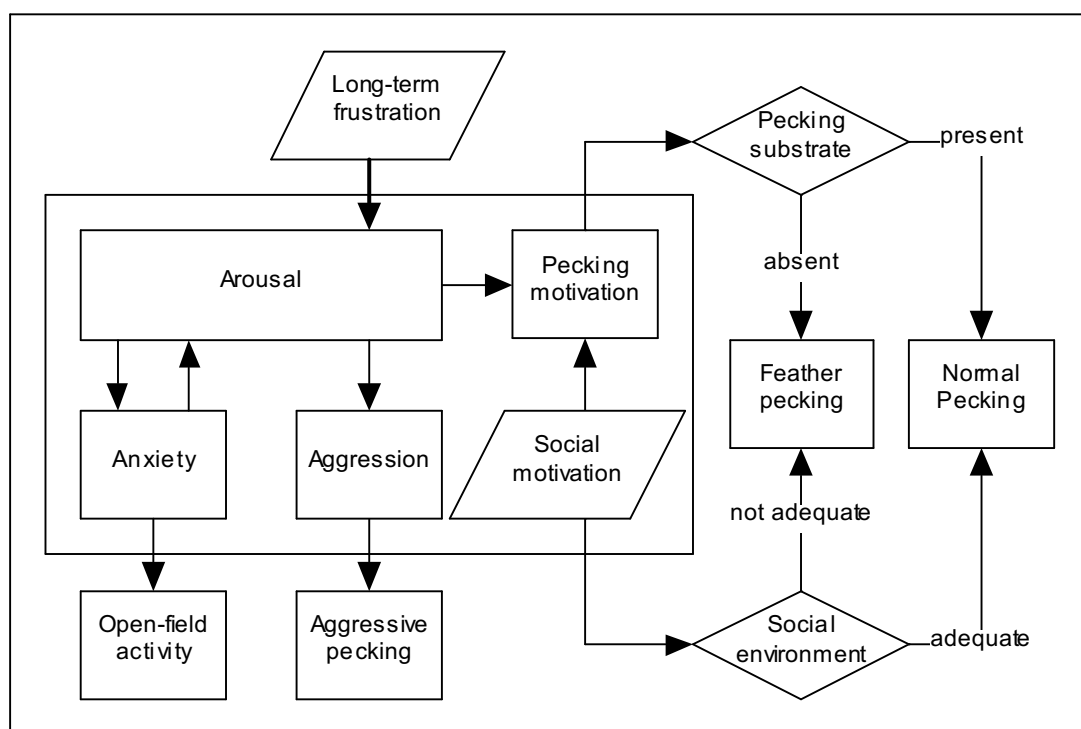 Long-term
frustration
Pecking
substrate
present
Arousal
Pecking
motivation
absent
Feather
pecking
Normal
Pecking
Anxiety
Aggression
Social
motivation
not adequate
Open-field
activity
Aggressive
pecking
Social
environment
adequate